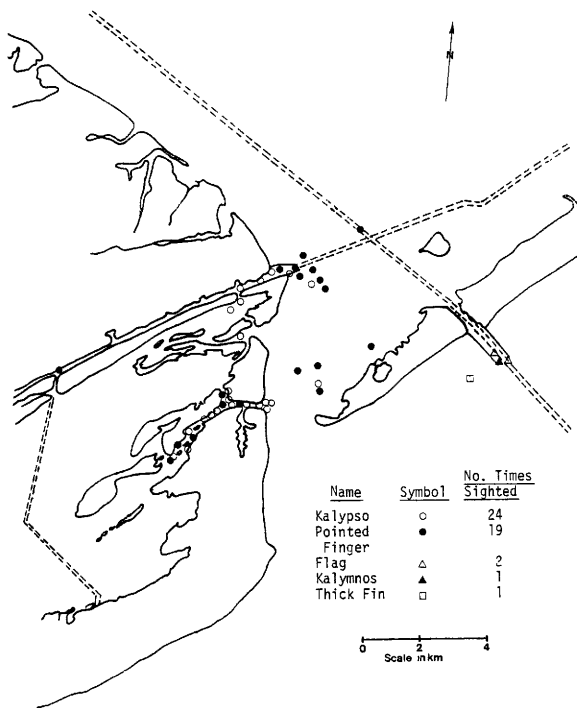 N
No. Times
Name Symbol Sighted
Kalypso ○ 24
Pointed ● 19
Finger
Flag △ 2
Kalymnos ▲ 1
Thick Fin □ 1
0 2 4
Scale in km